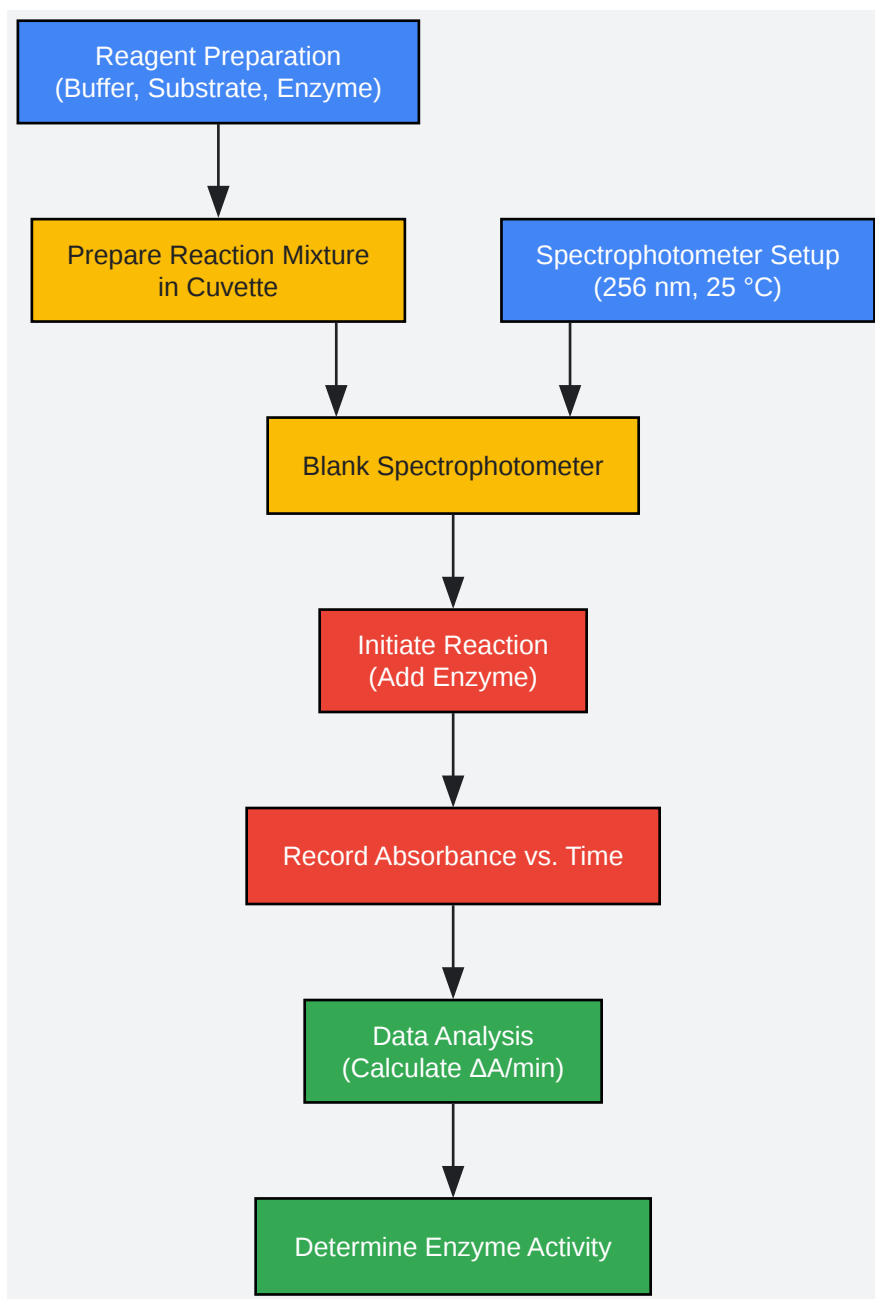 Reagent Preparation
(Buffer, Substrate, Enzyme)
Prepare Reaction Mixture
in Cuvette
Spectrophotometer Setup
(256 nm, 25 °C)
Blank Spectrophotometer
Initiate Reaction
(Add Enzyme)
Record Absorbance vs. Time
Data Analysis
(Calculate ΔA/min)
Determine Enzyme Activity